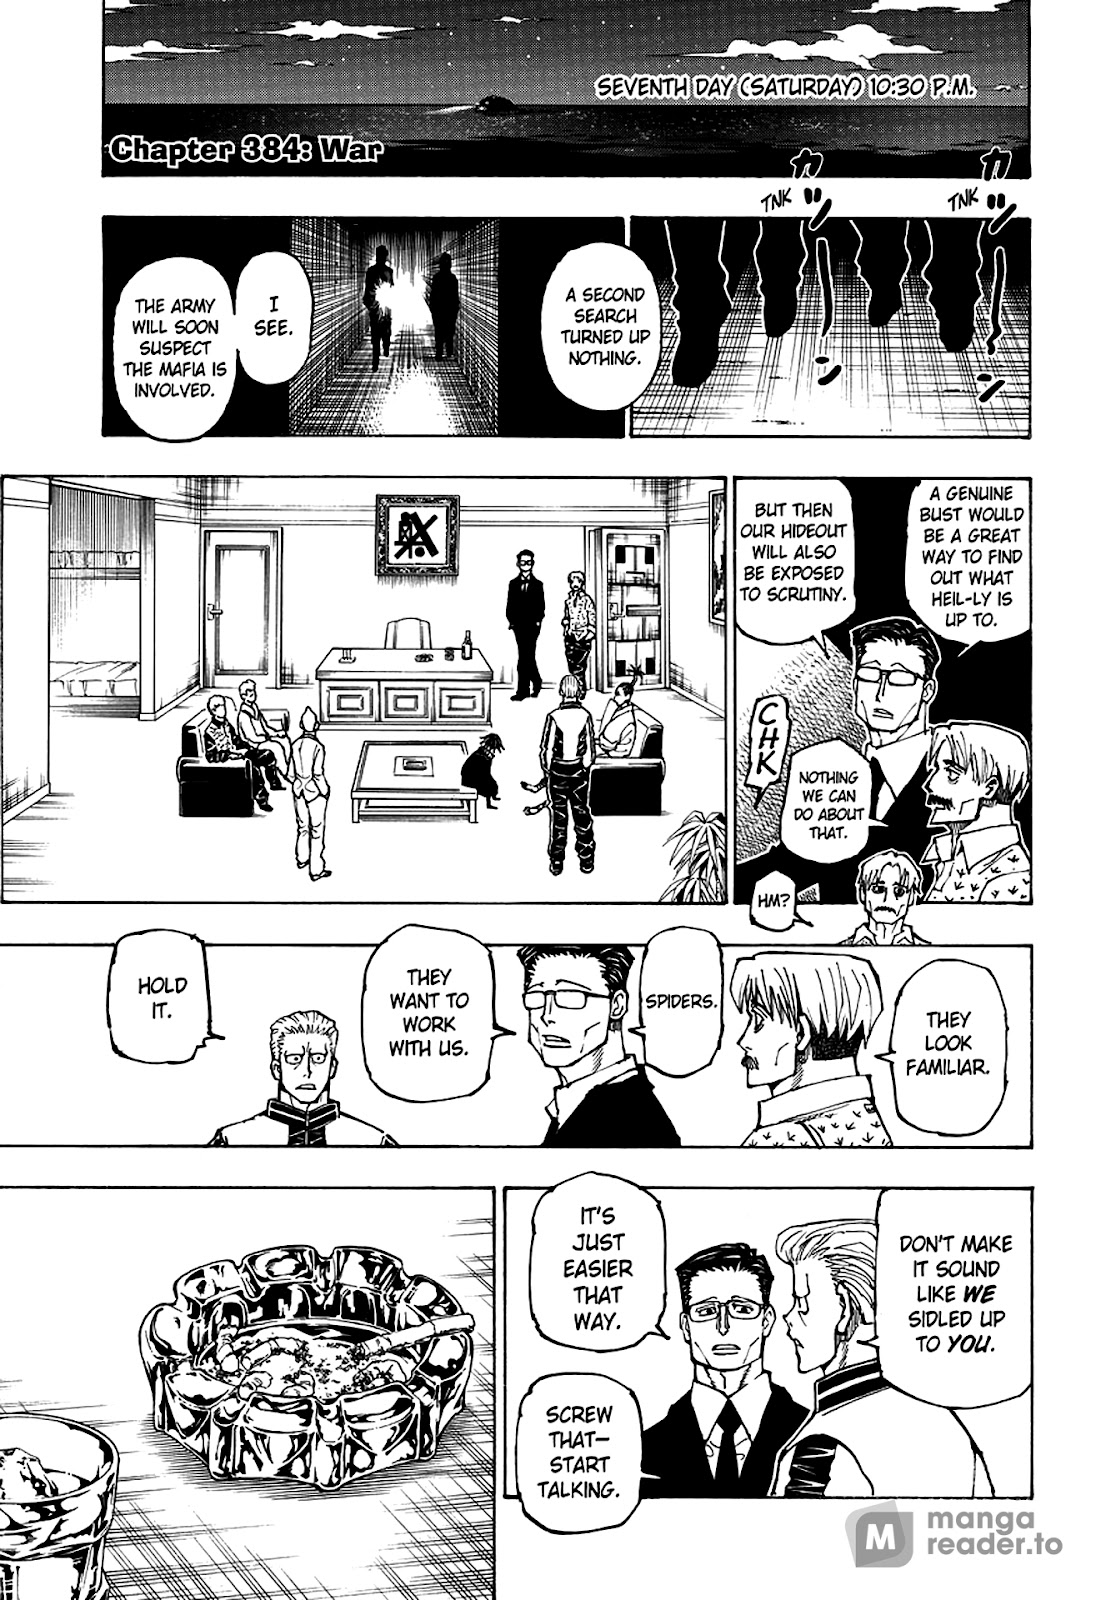 SEVENTH DAY (SATURDAY) 10:30 P.M.
Chapter 384: War
カツン
TNK
カツン
TNK
A SECOND
SEARCH
TURNED UP
NOTHING.
I
SEE.
THE ARMY
WILL SOON
SUSPECT
THE MAFIA IS
INVOLVED.
A GENUINE
BUST WOULD
BE A GREAT
WAY TO FIND
OUT WHAT
HEIL-LY IS
UP TO.
BUT THEN
OUR HIDEOUT
WILL ALSO
BE EXPOSED
TO SCRUTINY.
NOTHING
WE CAN
DO ABOUT
THAT.
CHK
HM?
THEY
LOOK
FAMILIAR.
SPIDERS.
THEY
WANT TO
WORK
WITH US.
HOLD
IT.
DON'T MAKE
IT SOUND
LIKE WE
SIDLED UP
TO YOU.
IT'S
JUST
EASIER
THAT
WAY.
SCREW
THAT—
START
TALKING.
M
manga
reader.to